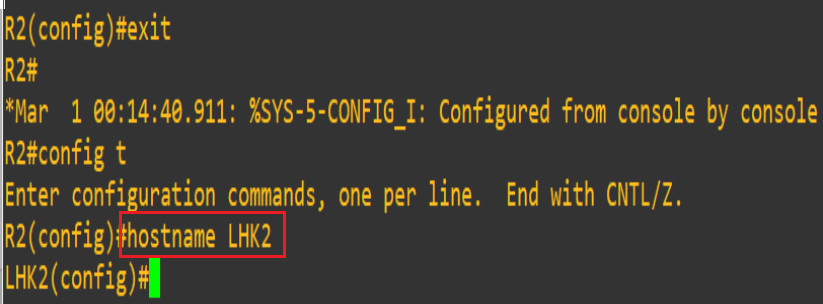 R2(config)#exit
R2#
*Mar  1 00:14:40.911: %SYS-5-CONFIG_I: Configured from console by console
R2#config t
Enter configuration commands, one per line.  End with CNTL/Z.
R2(config)#hostname LHK2
LHK2(config)#